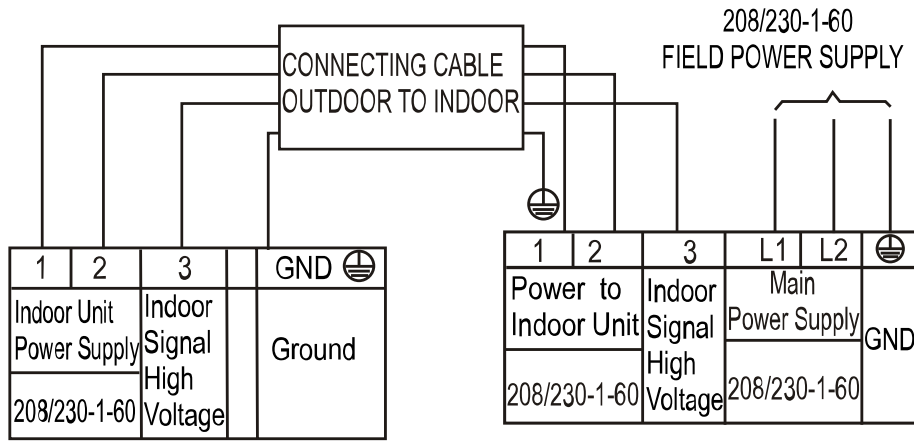 208/230-1-60
FIELD POWER SUPPLY
CONNECTING CABLE
OUTDOOR TO INDOOR
1 2 3 GND
Indoor Unit
Power Supply
208/230-1-60
Indoor
Signal
High
Voltage
Ground
1 2 3 L1 L2
Power to
Indoor Unit
208/230-1-60
Indoor
Signal
High
Voltage
Main
Power Supply
208/230-1-60
GND